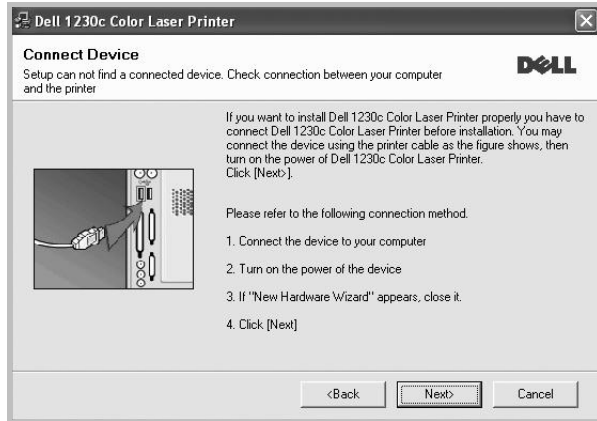 Dell 1230c Color Laser Printer
Connect Device
Setup can not find a connected device. Check connection between your computer
and the printer
DELL
If you want to install Dell 1230c Color Laser Printer properly you have to
connect Dell 1230c Color Laser Printer before installation. You may
connect the device using the printer cable as the figure shows, then
turn on the power of Dell 1230c Color Laser Printer.
Click [Next>].
Please refer to the following connection method.
1. Connect the device to your computer
2. Turn on the power of the device
3. If "New Hardware Wizard" appears, close it.
4. Click [Next]
<Back
Next>
Cancel